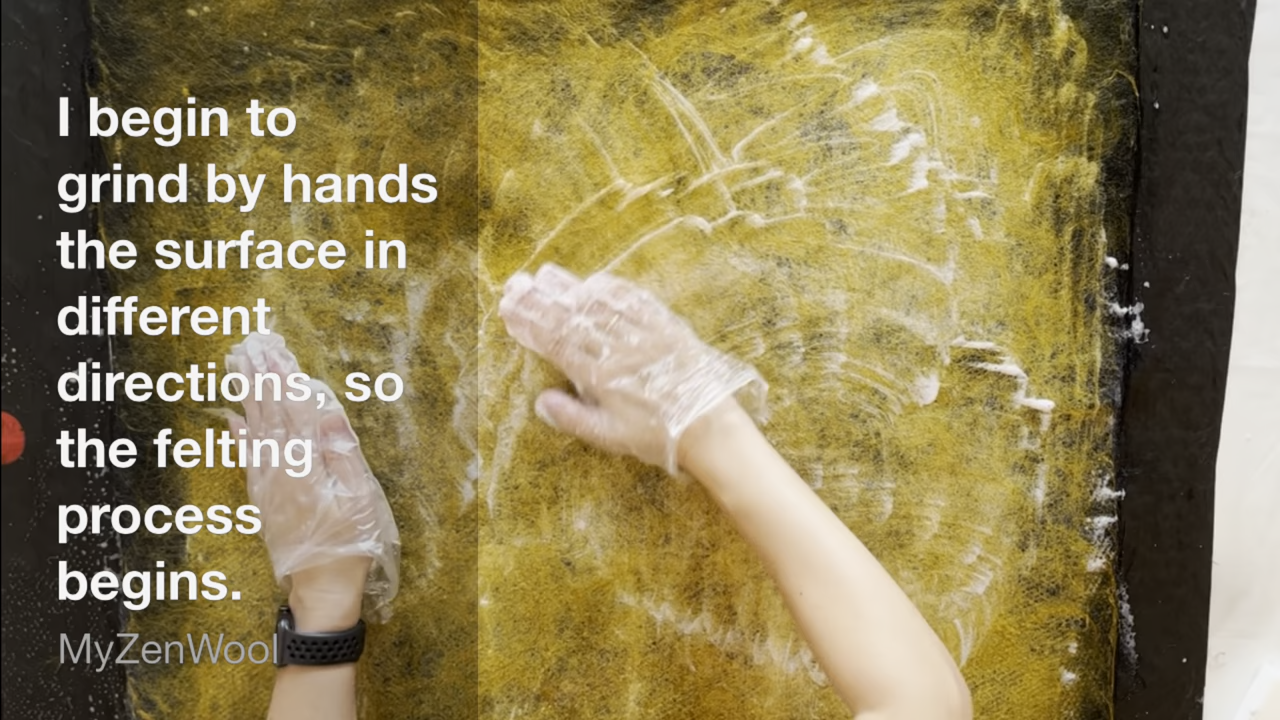 I begin to
grind by hands
the surface in
different
directions, so
the felting
process
begins.
MyZenWool